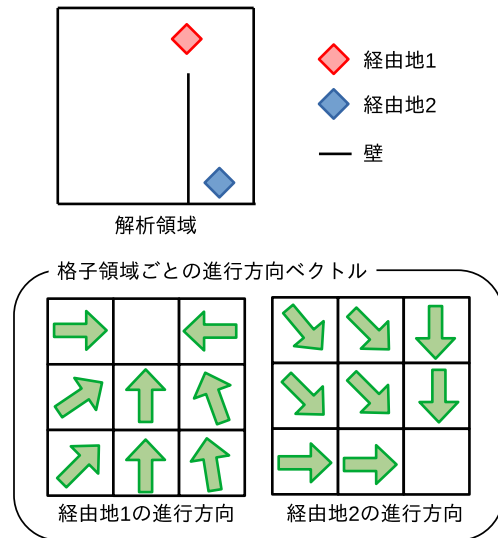 経由地1
経由地2
壁
解析領域
格子領域ごとの進行方向ベクトル
経由地1の進行方向
経由地2の進行方向